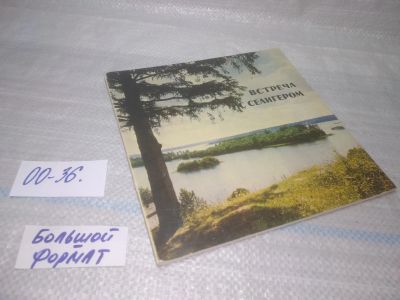 ВСТРЕЧА
С СЕЛИГЕРОМ
00-36.
БОЛЬШОЙ
ФОРМАТ